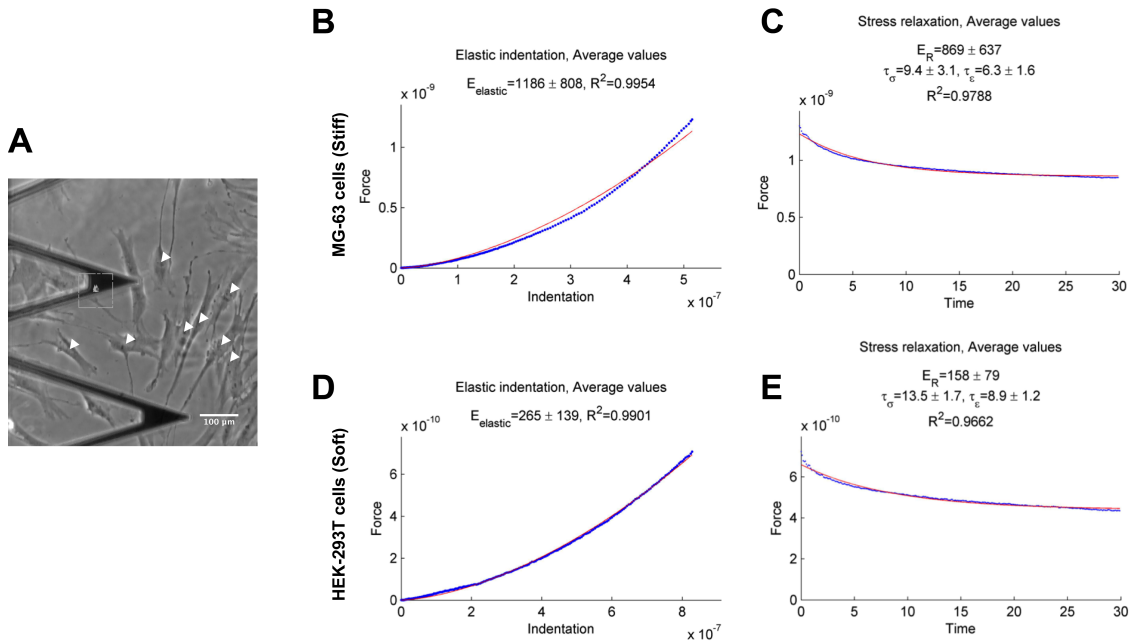 A
100 µm
MG-63 cells (Stiff)
B
Elastic indentation, Average values
E_elastic=1186 ± 808, R²=0.9954
x 10⁻⁹
1
0.5
0
Force
0 1 2 3 4 5
Indentation
x 10⁻⁷
C
Stress relaxation, Average values
E_R=869 ± 637
τ_σ=9.4 ± 3.1, τ_ε=6.3 ± 1.6
R²=0.9788
x 10⁻⁹
1
0.5
0
Force
0 5 10 15 20 25 30
Time
HEK-293T cells (Soft)
D
Elastic indentation, Average values
E_elastic=265 ± 139, R²=0.9901
x 10⁻¹⁰
6
4
2
0
Force
0 2 4 6 8
Indentation
x 10⁻⁷
E
Stress relaxation, Average values
E_R=158 ± 79
τ_σ=13.5 ± 1.7, τ_ε=8.9 ± 1.2
R²=0.9662
x 10⁻¹⁰
6
4
2
0
Force
0 5 10 15 20 25 30
Time